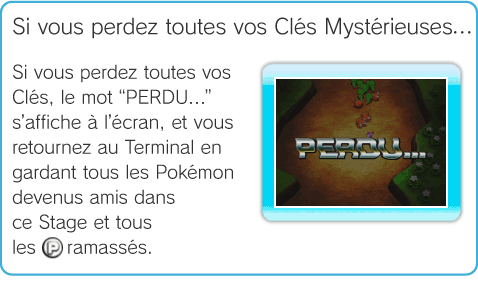 Si vous perdez toutes vos Clés Mystérieuses...
Si vous perdez toutes vos
Clés, le mot “PERDU...”
s’affiche à l’écran, et vous
retournez au Terminal en
gardant tous les Pokémon
devenus amis dans
ce Stage et tous
les P ramassés.
PERDU...